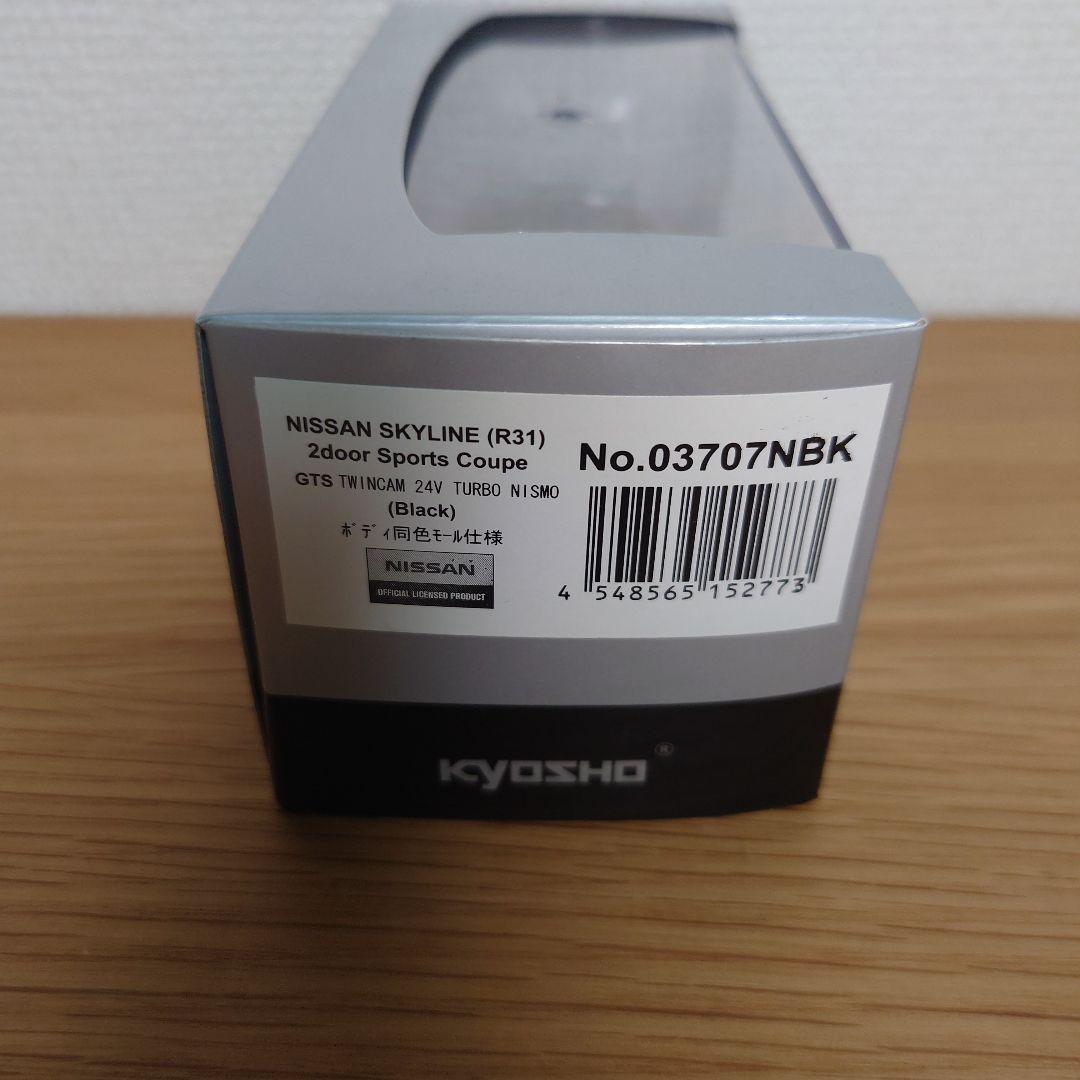 NISSAN SKYLINE (R31)
2door Sports Coupe
GTS TWINCAM 24V TURBO NISMO
(Black)
ﾎﾞﾃﾞｨ同色ﾓｰﾙ仕様
NISSAN
OFFICIAL LICENSED PRODUCT
No.03707NBK
4 548565 152773
KYOSHO ®